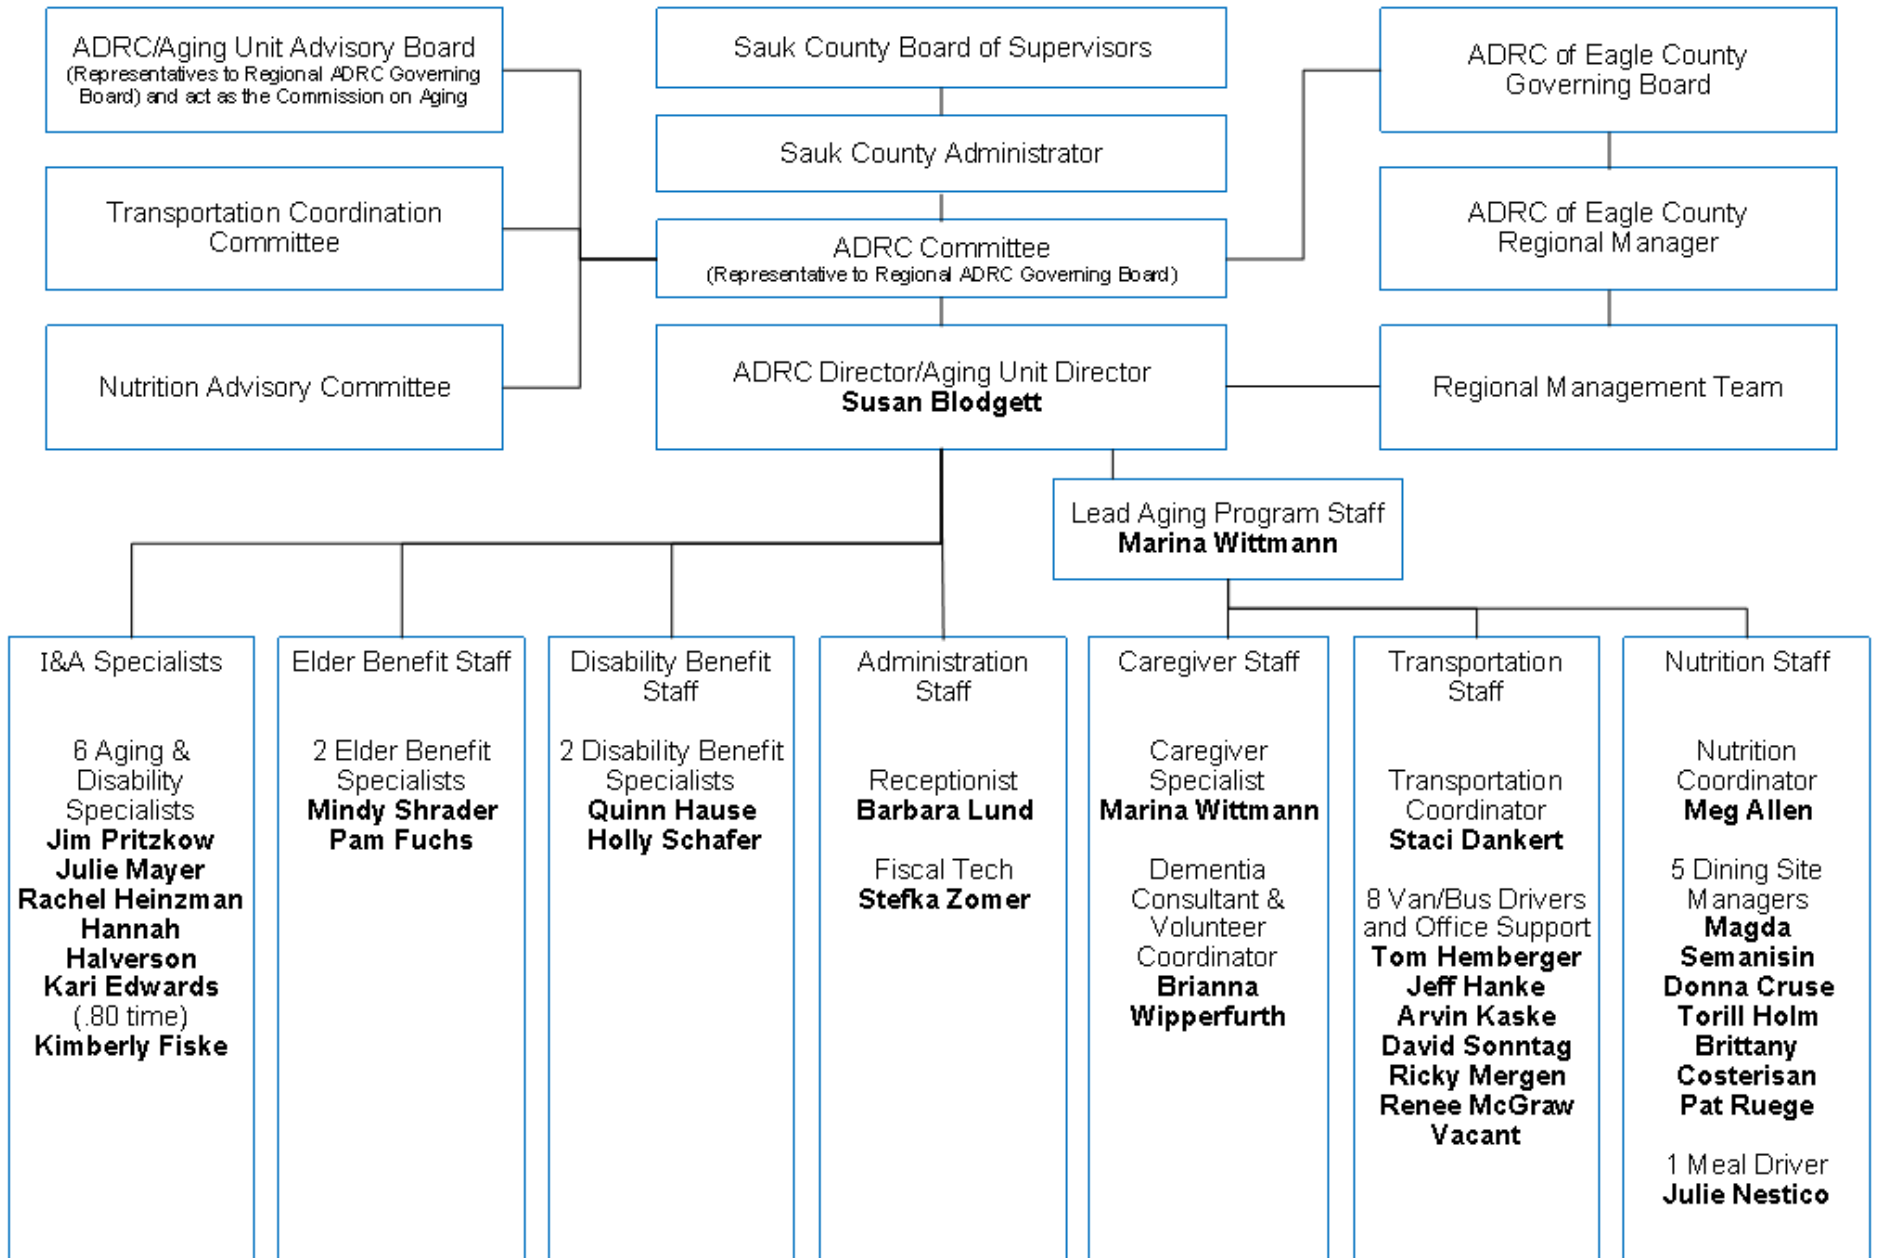 ADRC/Aging Unit Advisory Board
(Representatives to Regional ADRC Governing
Board) and act as the Commission on Aging
Sauk County Board of Supervisors
ADRC of Eagle County
Governing Board
Sauk County Administrator
Transportation Coordination
Committee
ADRC Committee
(Representative to Regional ADRC Governing Board)
ADRC of Eagle County
Regional Manager
Nutrition Advisory Committee
ADRC Director/Aging Unit Director
Susan Blodgett
Regional Management Team
Lead Aging Program Staff
Marina Wittmann
I&A Specialists
6 Aging &
Disability
Specialists
Jim Pritzkow
Julie Mayer
Rachel Heinzman
Hannah
Halverson
Kari Edwards
(.80 time)
Kimberly Fiske
Elder Benefit Staff
2 Elder Benefit
Specialists
Mindy Shrader
Pam Fuchs
Disability Benefit
Staff
2 Disability Benefit
Specialists
Quinn Hause
Holly Schafer
Administration
Staff
Receptionist
Barbara Lund
Fiscal Tech
Stefka Zomer
Caregiver Staff
Caregiver
Specialist
Marina Wittmann
Dementia
Consultant &
Volunteer
Coordinator
Brianna
Wipperfurth
Transportation
Staff
Transportation
Coordinator
Staci Dankert
8 Van/Bus Drivers
and Office Support
Tom Hemberger
Jeff Hanke
Arvin Kaske
David Sonntag
Ricky Mergen
Renee McGraw
Vacant
Nutrition Staff
Nutrition
Coordinator
Meg Allen
5 Dining Site
Managers
Magda
Semanisin
Donna Cruse
Torill Holm
Brittany
Costerisan
Pat Ruege
1 Meal Driver
Julie Nestico